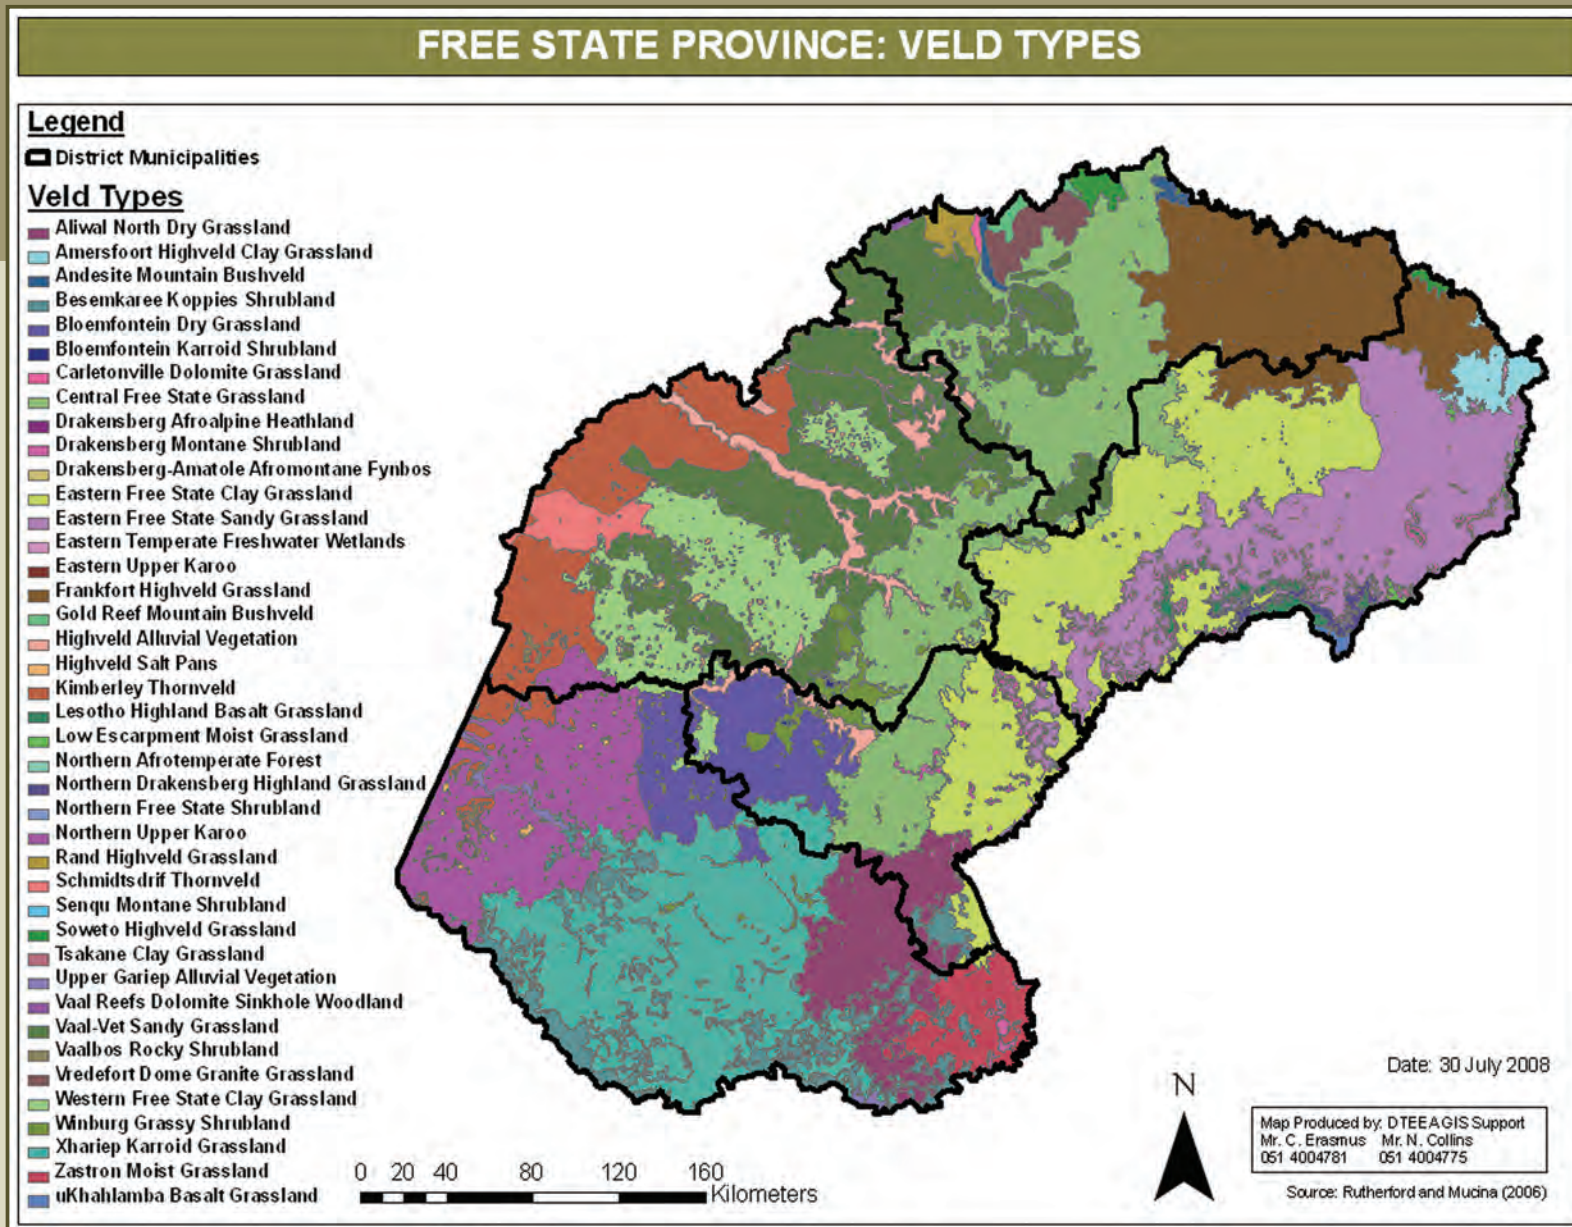 FREE STATE PROVINCE: VELD TYPES
Legend
District Municipalities
Veld Types
Aliwal North Dry Grassland
Amersfoort Highveld Clay Grassland
Andesite Mountain Bushveld
Besemkaree Koppies Shrubland
Bloemfontein Dry Grassland
Bloemfontein Karroid Shrubland
Carletonville Dolomite Grassland
Central Free State Grassland
Drakensberg Afroalpine Heathland
Drakensberg Montane Shrubland
Drakensberg-Amatole Afromontane Fynbos
Eastern Free State Clay Grassland
Eastern Free State Sandy Grassland
Eastern Temperate Freshwater Wetlands
Eastern Upper Karoo
Frankfort Highveld Grassland
Gold Reef Mountain Bushveld
Highveld Alluvial Vegetation
Highveld Salt Pans
Kimberley Thornveld
Lesotho Highland Basalt Grassland
Low Escarpment Moist Grassland
Northern Afrotemperate Forest
Northern Drakensberg Highland Grassland
Northern Free State Shrubland
Northern Upper Karoo
Rand Highveld Grassland
Schmidtsdrif Thornveld
Senqu Montane Shrubland
Soweto Highveld Grassland
Tsakane Clay Grassland
Upper Gariep Alluvial Vegetation
Vaal Reefs Dolomite Sinkhole Woodland
Vaal-Vet Sandy Grassland
Vaalbos Rocky Shrubland
Vredefort Dome Granite Grassland
Western Free State Clay Grassland
Winburg Grassy Shrubland
Xhariep Karroid Grassland
Zastron Moist Grassland
uKhahlamba Basalt Grassland
0 20 40 80 120 160
Kilometers
N
Date: 30 July 2008
Map Produced by: DTEEA GIS Support
Mr. C. Erasmus Mr. N. Collins
051 4004781 051 4004775
Source: Rutherford and Mucina (2006)